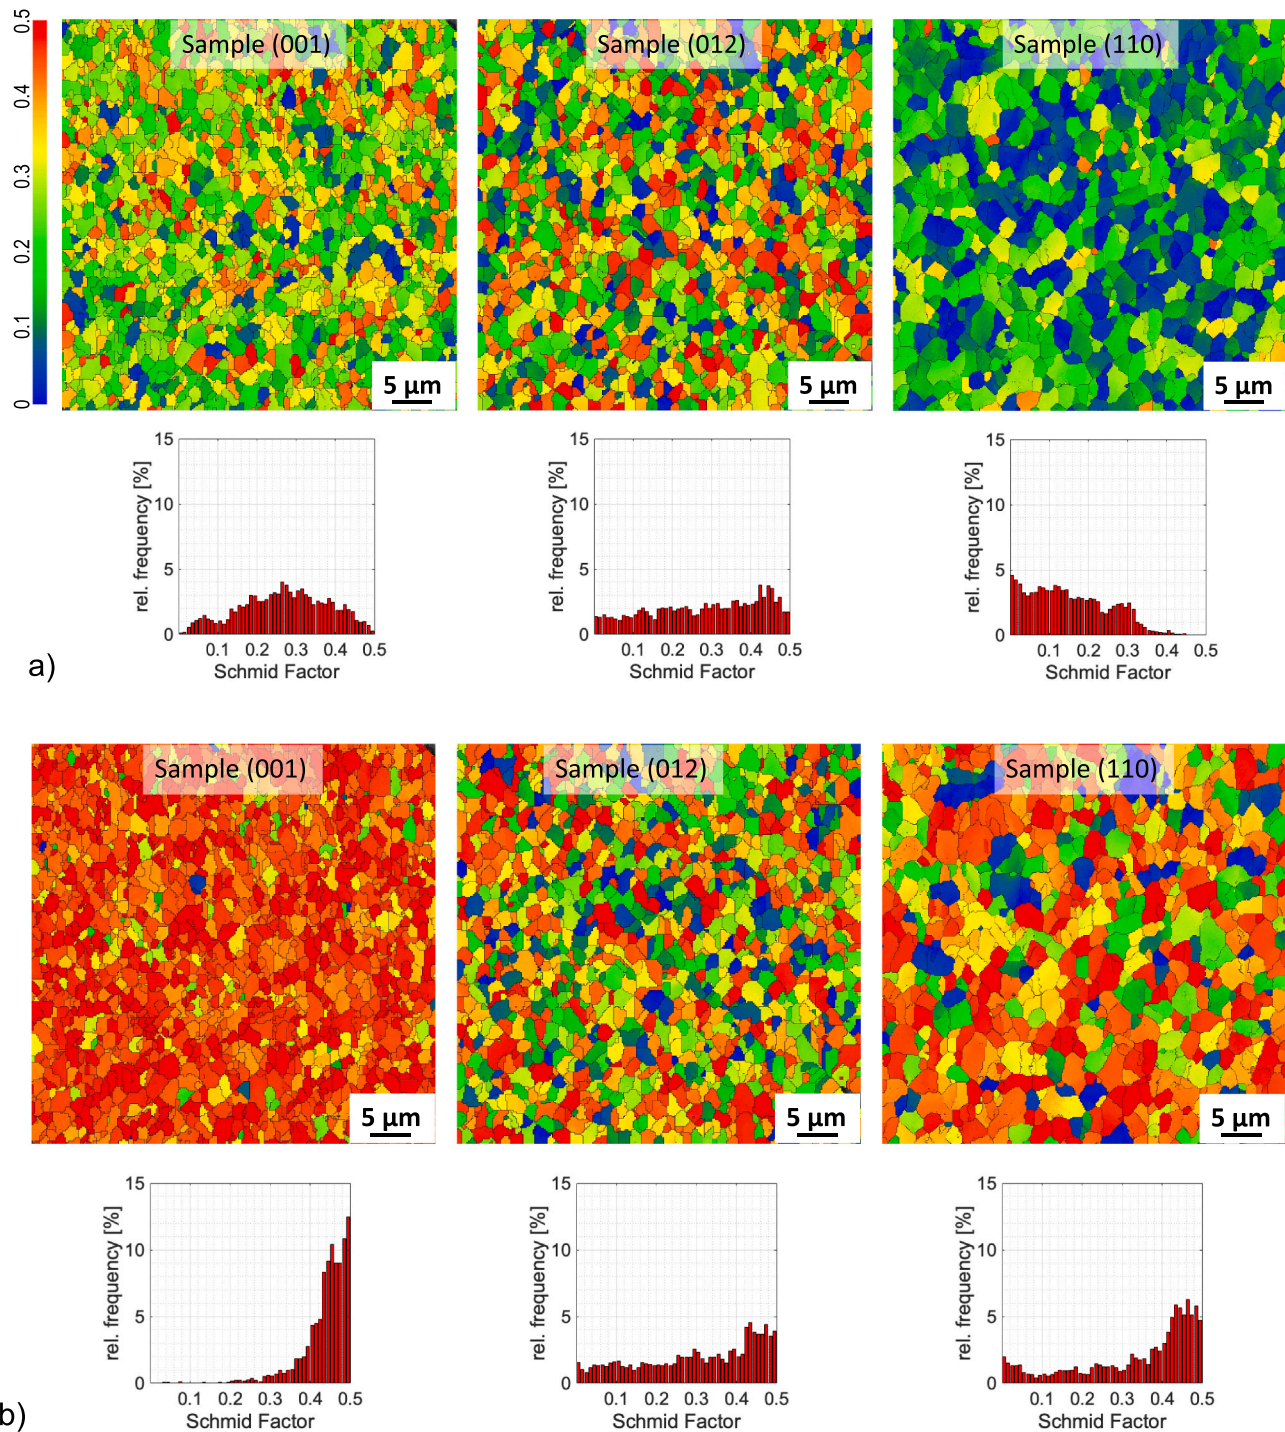 0.5
0.4
0.3
0.2
0.1
0
Sample (001)
Sample (012)
Sample (110)
5 µm
5 µm
5 µm
rel. frequency [%]
15
10
5
0
0.1 0.2 0.3 0.4 0.5
Schmid Factor
rel. frequency [%]
15
10
5
0
0.1 0.2 0.3 0.4 0.5
Schmid Factor
rel. frequency [%]
15
10
5
0
0.1 0.2 0.3 0.4 0.5
Schmid Factor
a)
Sample (001)
Sample (012)
Sample (110)
5 µm
5 µm
5 µm
rel. frequency [%]
15
10
5
0
0.1 0.2 0.3 0.4 0.5
Schmid Factor
rel. frequency [%]
15
10
5
0
0.1 0.2 0.3 0.4 0.5
Schmid Factor
rel. frequency [%]
15
10
5
0
0.1 0.2 0.3 0.4 0.5
Schmid Factor
b)